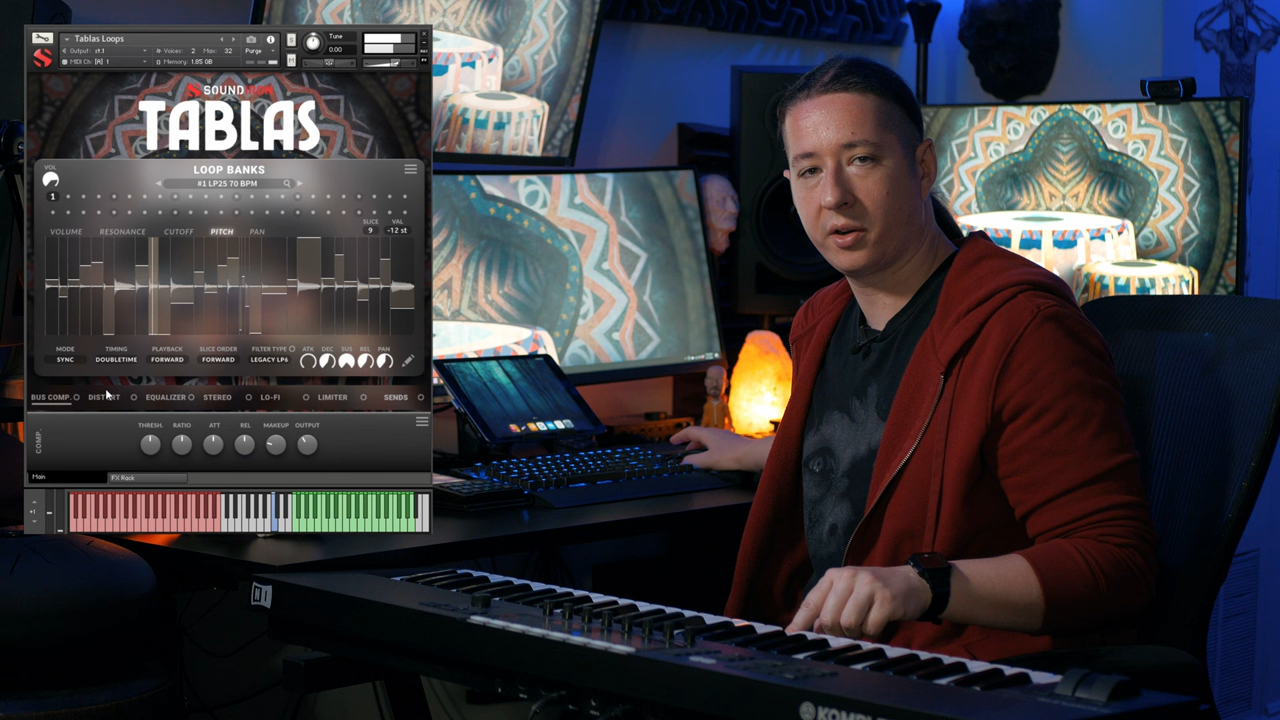 Tablas Loops
Output: st.1 Voices: 2 Max: 32 Purge
MIDI Ch: [A] 1 Memory: 1.85 GB
S
M
Tune
0.00
SOUND
TABLAS
VOL
1
LOOP BANKS
#1 LP25 70 BPM
VOLUME RESONANCE CUTOFF PITCH PAN
SLICE VAL
9 -12 st
MODE TIMING PLAYBACK SLICE ORDER FILTER TYPE ATK DEC SUS REL PAN
SYNC DOUBLETIME FORWARD FORWARD LEGACY LP6
BUS COMP. DISTORT EQUALIZER STEREO LO-FI LIMITER SENDS
COMP.
THRESH. RATIO ATT REL MAKEUP OUTPUT
Main FX Rack
+1